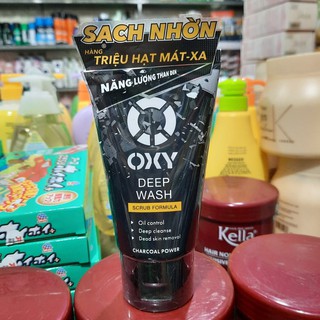 SẠCH NHỜN
HÀNG
TRIỆU HẠT MÁT-XA
NĂNG LƯỢNG THAN ĐEN
OXY
DEEP
WASH
SCRUB FORMULA
Oil control
Deep cleanse
Dead skin removal
CHARCOAL POWER
Kella